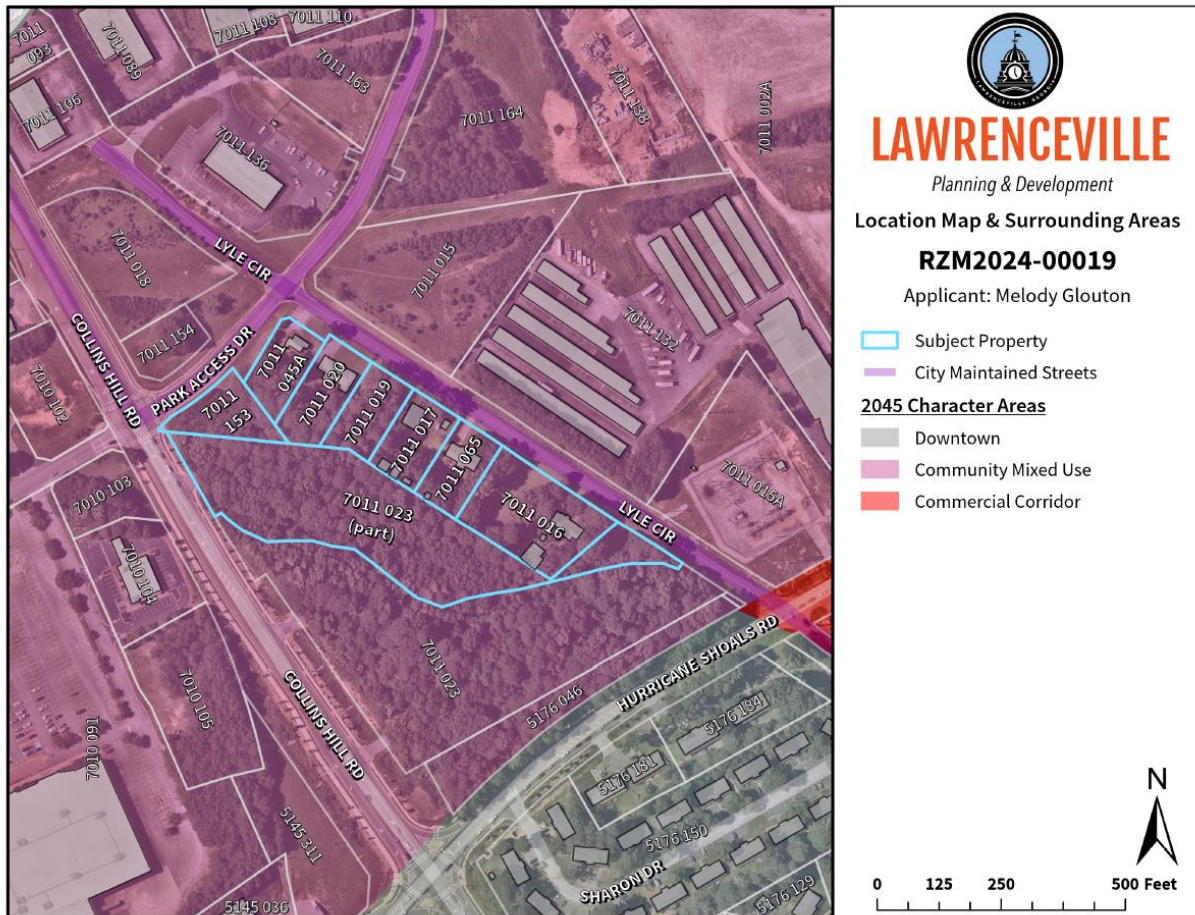 7011
093
7011 089
7011 108
7011 110
7011 163
7011 106
7011 136
7011 164
7011 138
7011 002A
LYLE CIR
7011 018
7011 015
7011 154
7011 132
PARK ACCESS DR
COLLINS HILL RD
7010 102
7011
045A
7011 020
7011 019
7011 017
7011 065
7011
153
7011 016
7011 023
(part)
LYLE CIR
7011 015A
7010 103
7010 104
7010 105
7010 091
7011 023
COLLINS HILL RD
HURRICANE SHOALS RD
5176 046
5176 184
5176 181
5176 150
5176 129
SHARON DR
5145 311
5145 036
LAWRENCEVILLE, GEORGIA
LAWRENCEVILLE
Planning & Development
Location Map & Surrounding Areas
RZM2024-00019
Applicant: Melody Glouton
Subject Property
City Maintained Streets
2045 Character Areas
Downtown
Community Mixed Use
Commercial Corridor
N
0 125 250 500 Feet